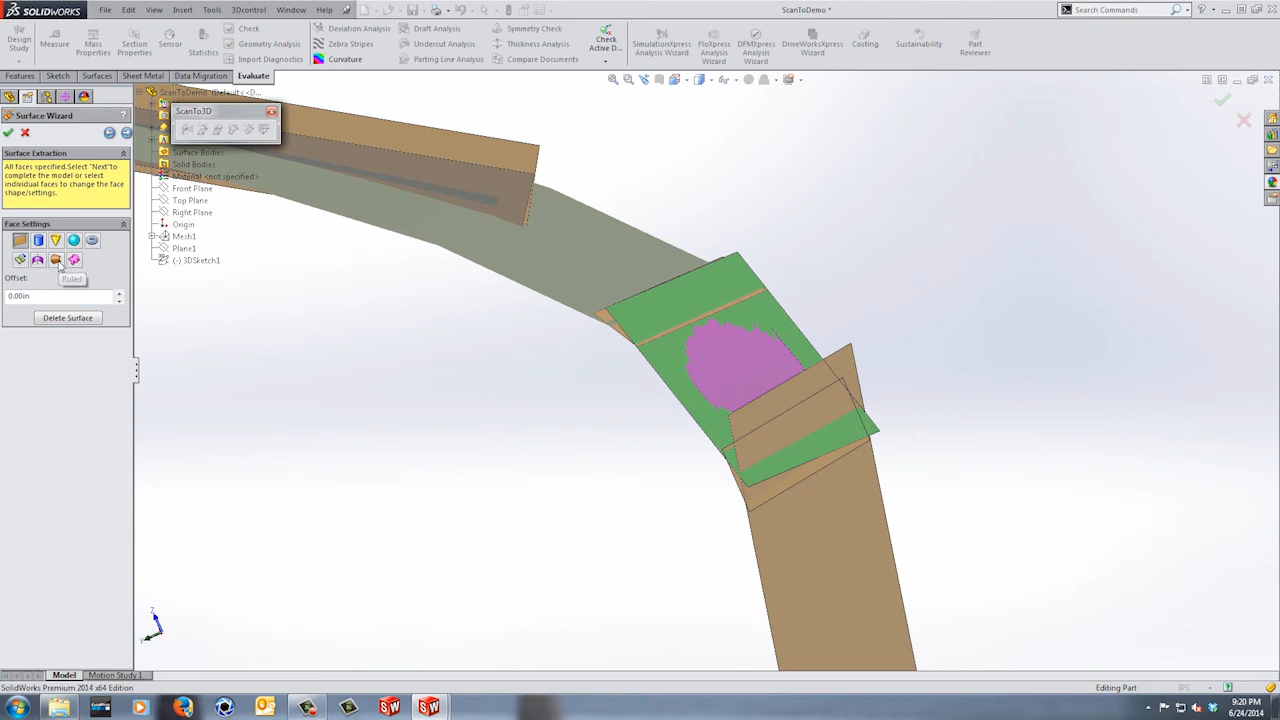 SOLIDWORKS File Edit View Insert Tools 3Dcontrol Window Help ScanToDemo * Search Commands
Design Study Measure Mass Properties Section Properties Sensor Statistics
Check
Geometry Analysis
Import Diagnostics
Deviation Analysis
Zebra Stripes
Curvature
Draft Analysis
Undercut Analysis
Parting Line Analysis
Symmetry Check
Thickness Analysis
Compare Documents
Check Active D... SimulationXpress Analysis Wizard FloXpress Analysis Wizard DFMXpress Analysis Wizard DriveWorksXpress Wizard Costing Sustainability Part Reviewer
Features Sketch Surfaces Sheet Metal Data Migration Evaluate
ScanToDemo (Default<<D...
ScanTo3D
Surface Wizard ?
Surface Extraction
All faces specified.Select "Next"to
complete the model or select
individual faces to change the face
shape/settings.
Surface Bodies
Solid Bodies
Material <not specified>
Front Plane
Top Plane
Right Plane
Origin
Mesh1
Plane1
(-) 3DSketch1
Face Settings
Ruled
Offset:
0.00in
Delete Surface
Z
Y
Model Motion Study 1
SolidWorks Premium 2014 x64 Edition Editing Part IPS
9:20 PM
6/24/2014